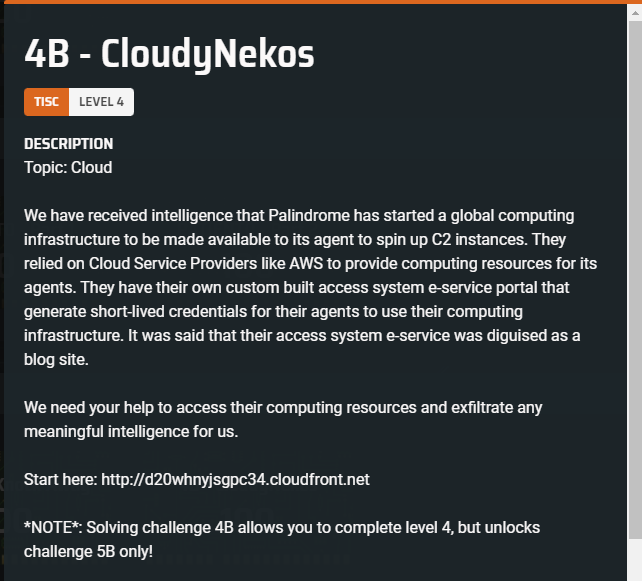 4B - CloudyNekos
TISC LEVEL 4
DESCRIPTION
Topic: Cloud
We have received intelligence that Palindrome has started a global computing
infrastructure to be made available to its agent to spin up C2 instances. They
relied on Cloud Service Providers like AWS to provide computing resources for its
agents. They have their own custom built access system e-service portal that
generate short-lived credentials for their agents to use their computing
infrastructure. It was said that their access system e-service was diguised as a
blog site.
We need your help to access their computing resources and exfiltrate any
meaningful intelligence for us.
Start here: http://d20whnyjsgpc34.cloudfront.net
*NOTE*: Solving challenge 4B allows you to complete level 4, but unlocks
challenge 5B only!